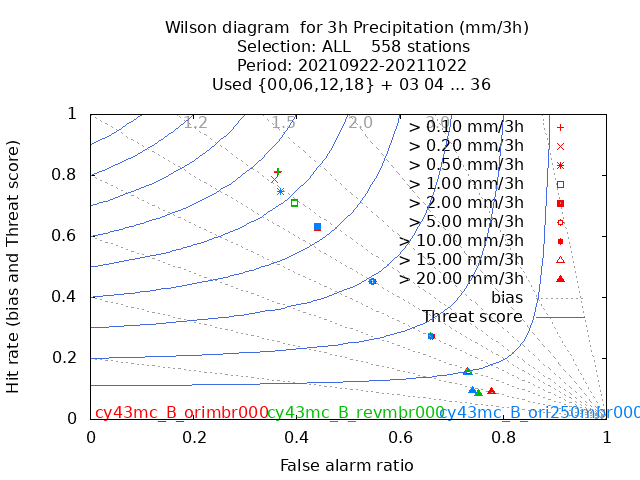 Wilson diagram  for 3h Precipitation (mm/3h)
Selection: ALL    558 stations
Period: 20210922-20211022
Used {00,06,12,18} + 03 04 ... 36
Hit rate (bias and Threat score)
1
0.8
0.6
0.4
0.2
0
1.2
1.5
2.0
> 0.10 mm/3h
> 0.20 mm/3h
> 0.50 mm/3h
> 1.00 mm/3h
> 2.00 mm/3h
> 5.00 mm/3h
> 10.00 mm/3h
> 15.00 mm/3h
> 20.00 mm/3h
bias
Threat score
cy43mc_B_orimbr000
cy43mc_B_revmbr000
cy43mc_B_ori250mbr000
0
0.2
0.4
0.6
0.8
1
False alarm ratio